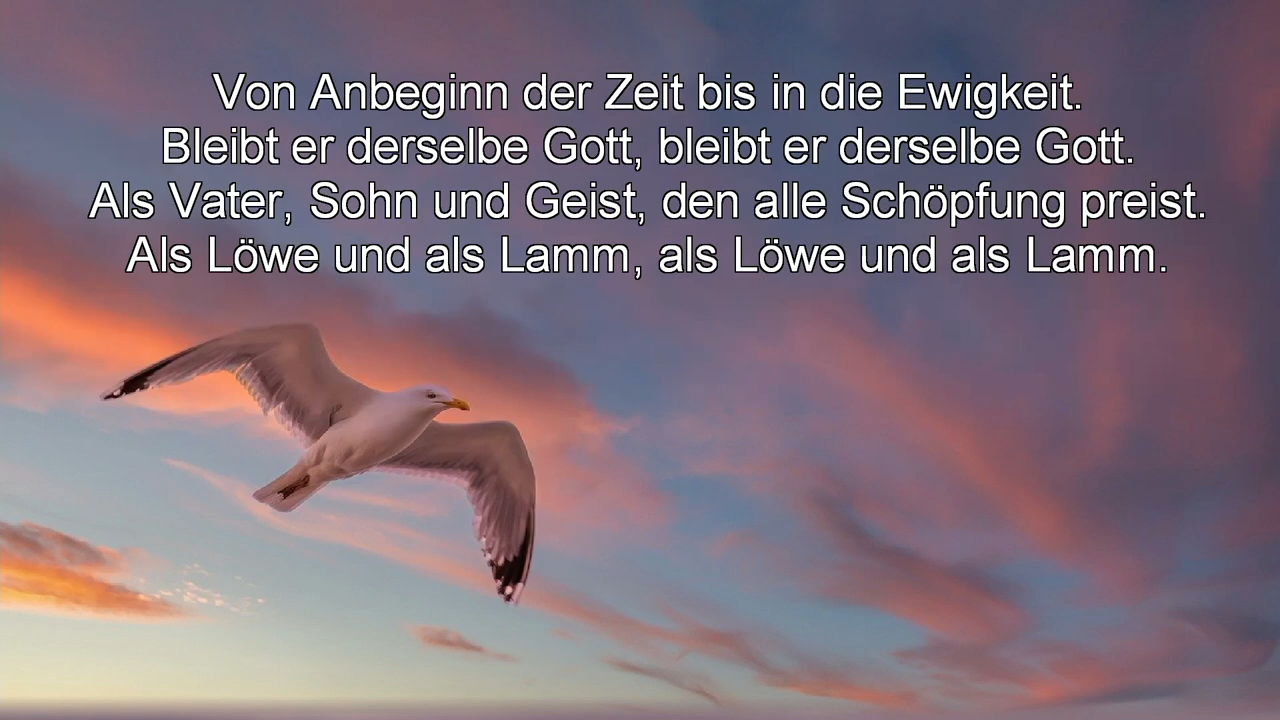 Von Anbeginn der Zeit bis in die Ewigkeit.
Bleibt er derselbe Gott, bleibt er derselbe Gott.
Als Vater, Sohn und Geist, den alle Schöpfung preist.
Als Löwe und als Lamm, als Löwe und als Lamm.